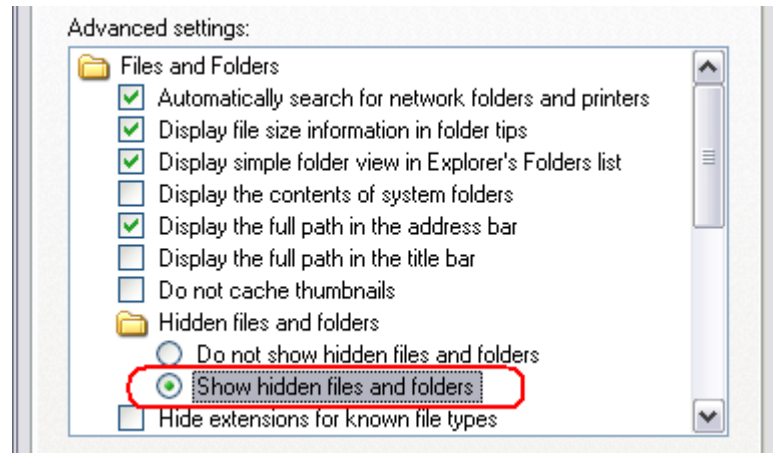 Advanced settings:
Files and Folders
Automatically search for network folders and printers
Display file size information in folder tips
Display simple folder view in Explorer's Folders list
Display the contents of system folders
Display the full path in the address bar
Display the full path in the title bar
Do not cache thumbnails
Hidden files and folders
Do not show hidden files and folders
Show hidden files and folders
Hide extensions for known file types